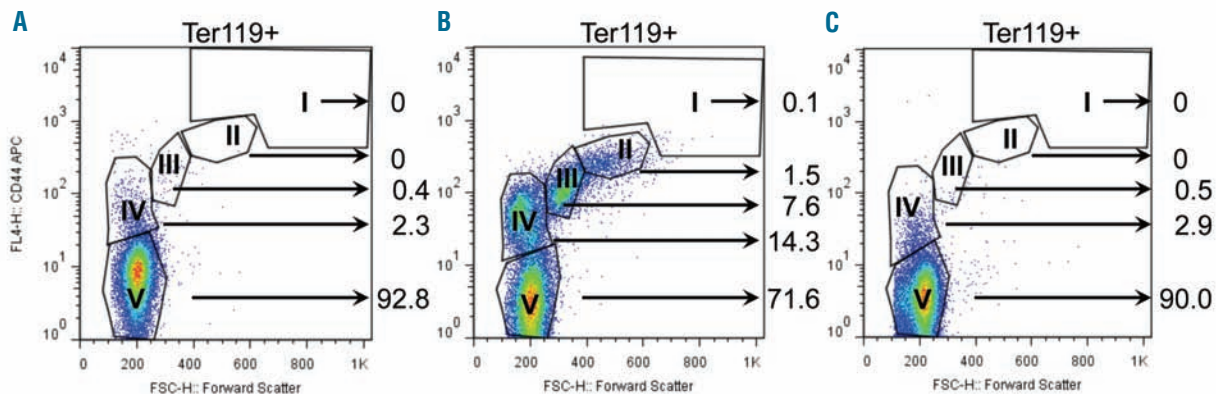 A
Ter119+
10^4
10^3
10^2
10^1
10^0
FL4-H:: CD44 APC
I
II
III
IV
V
0
0
0.4
2.3
92.8
0 200 400 600 800 1K
FSC-H:: Forward Scatter
B
Ter119+
I
II
III
IV
V
0.1
1.5
7.6
14.3
71.6
10^4
10^3
10^2
10^1
10^0
0 200 400 600 800 1K
FSC-H:: Forward Scatter
C
Ter119+
10^4
10^3
10^2
10^1
10^0
I
II
III
IV
V
0
0
0.5
2.9
90.0
0 200 400 600 800 1K
FSC-H:: Forward Scatter